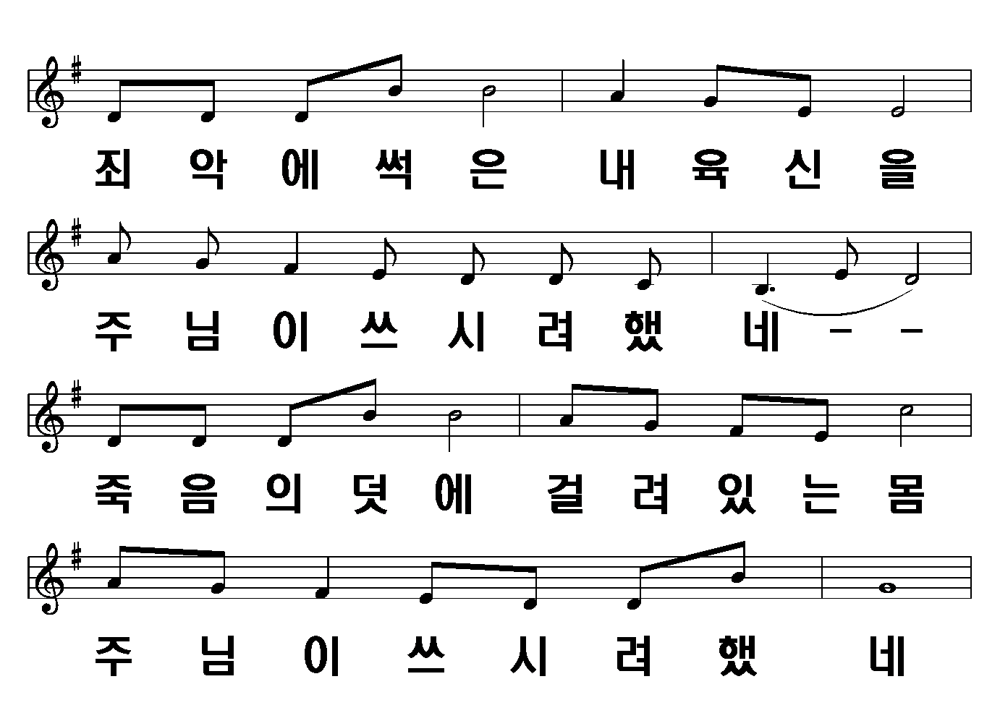 죄 악 에 썩 은 내 육 신 을
주 님 이 쓰 시 려 했 네 – –
죽 음 의 덫 에 걸 려 있 는 몸
주 님 이 쓰 시 려 했 네